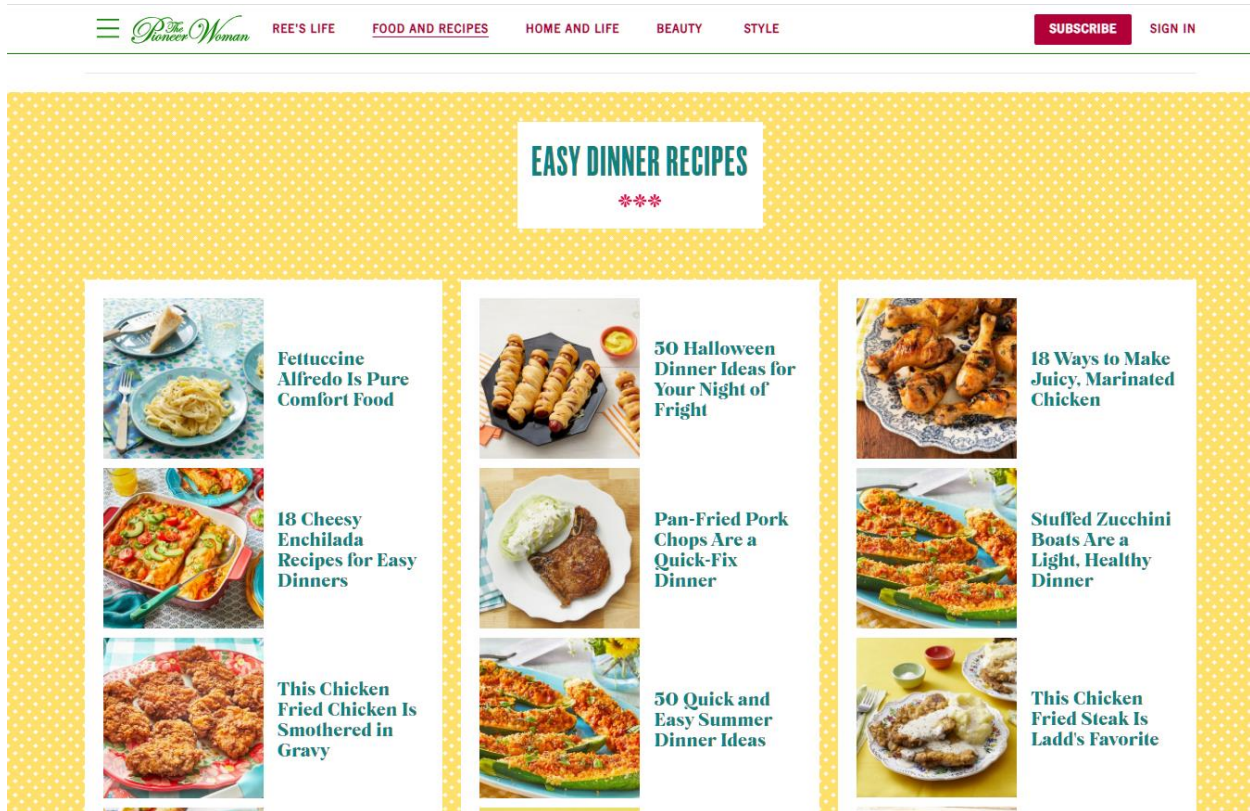 The
Pioneer Woman
REE'S LIFE
FOOD AND RECIPES
HOME AND LIFE
BEAUTY
STYLE
SUBSCRIBE
SIGN IN
EASY DINNER RECIPES
Fettuccine
Alfredo Is Pure
Comfort Food
50 Halloween
Dinner Ideas for
Your Night of
Fright
18 Ways to Make
Juicy, Marinated
Chicken
18 Cheesy
Enchilada
Recipes for Easy
Dinners
Pan-Fried Pork
Chops Are a
Quick-Fix
Dinner
Stuffed Zucchini
Boats Are a
Light, Healthy
Dinner
This Chicken
Fried Chicken Is
Smothered in
Gravy
50 Quick and
Easy Summer
Dinner Ideas
This Chicken
Fried Steak Is
Ladd's Favorite